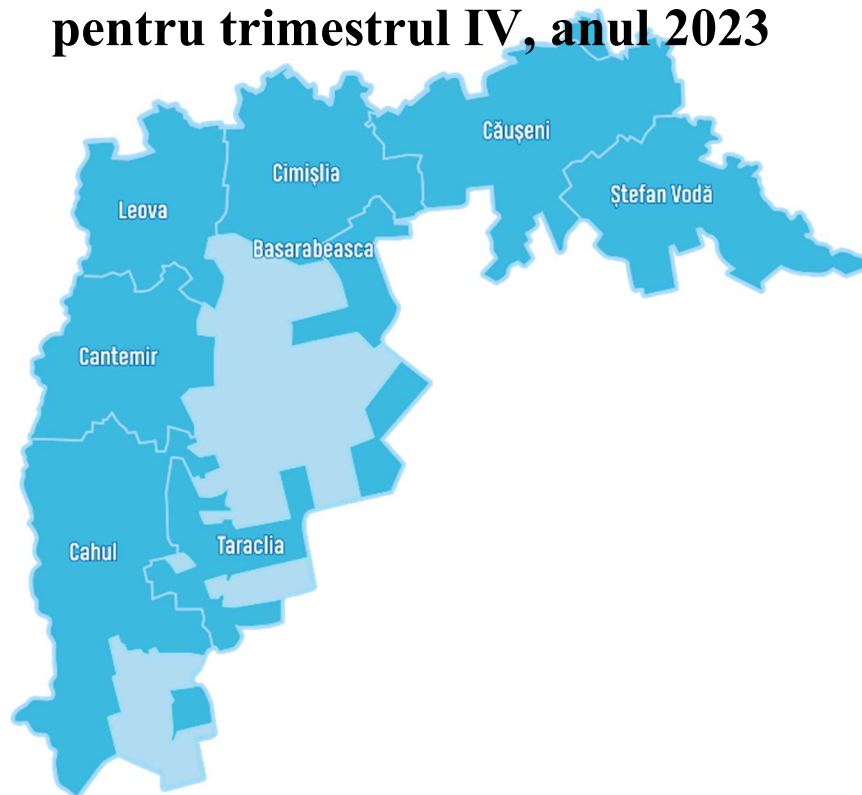 pentru trimestrul IV, anul 2023
Căușeni
Cimișlia
Ștefan Vodă
Leova
Basarabeasca
Cantemir
Taraclia
Cahul